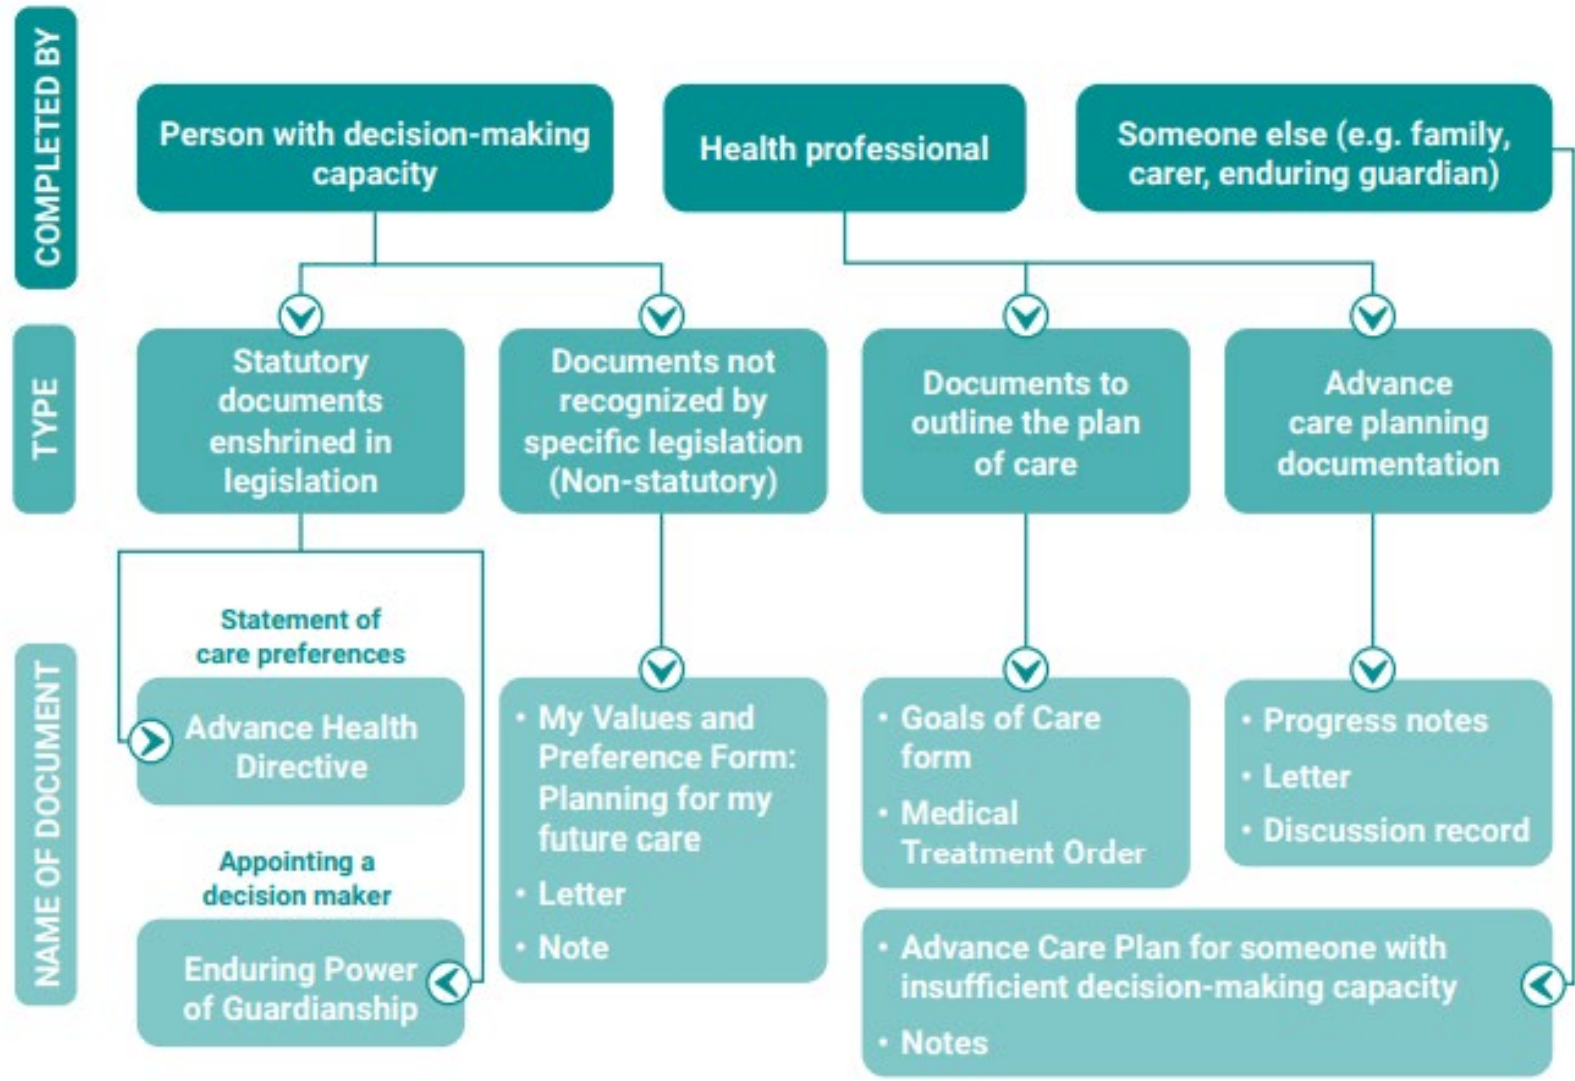 COMPLETED BY
Person with decision-making
capacity
Health professional
Someone else (e.g. family,
carer, enduring guardian)
TYPE
Statutory
documents
enshrined in
legislation
Documents not
recognized by
specific legislation
(Non-statutory)
Documents to
outline the plan
of care
Advance
care planning
documentation
NAME OF DOCUMENT
Statement of
care preferences
Advance Health
Directive
Appointing a
decision maker
Enduring Power
of Guardianship
• My Values and
Preference Form:
Planning for my
future care
• Letter
• Note
• Goals of Care
form
• Medical
Treatment Order
• Progress notes
• Letter
• Discussion record
• Advance Care Plan for someone with
insufficient decision-making capacity
• Notes